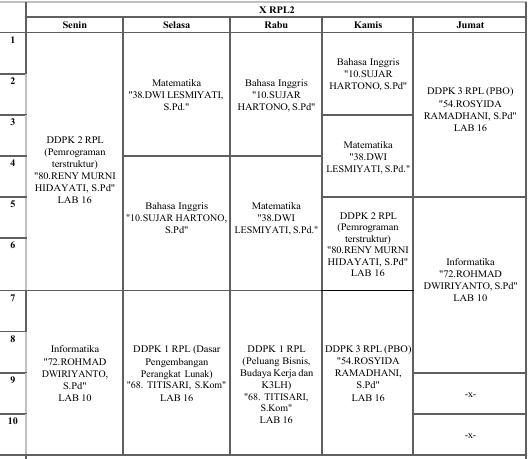 X RPL2
Senin
Selasa
Rabu
Kamis
Jumat
1
2
3
4
5
6
7
8
9
10
DDPK 2 RPL
(Pemrograman
terstruktur)
"80.RENY MURNI
HIDAYATI, S.Pd"
LAB 16
Informatika
"72.ROHMAD
DWIRIYANTO,
S.Pd"
LAB 10
Matematika
"38.DWI LESMIYATI,
S.Pd."
Bahasa Inggris
"10.SUJAR HARTONO,
S.Pd"
DDPK 1 RPL (Dasar
Pengembangan
Perangkat Lunak)
"68. TITISARI, S.Kom"
LAB 16
Bahasa Inggris
"10.SUJAR
HARTONO, S.Pd"
Matematika
"38.DWI
LESMIYATI, S.Pd."
DDPK 1 RPL
(Peluang Bisnis,
Budaya Kerja dan
K3LH)
"68. TITISARI,
S.Kom"
LAB 16
Bahasa Inggris
"10.SUJAR
HARTONO, S.Pd"
Matematika
"38.DWI
LESMIYATI, S.Pd."
DDPK 2 RPL
(Pemrograman
terstruktur)
"80.RENY MURNI
HIDAYATI, S.Pd"
LAB 16
DDPK 3 RPL (PBO)
"54.ROSYIDA
RAMADHANI,
S.Pd"
LAB 16
DDPK 3 RPL (PBO)
"54.ROSYIDA
RAMADHANI, S.Pd"
LAB 16
Informatika
"72.ROHMAD
DWIRIYANTO, S.Pd"
LAB 10
-x-
-x-